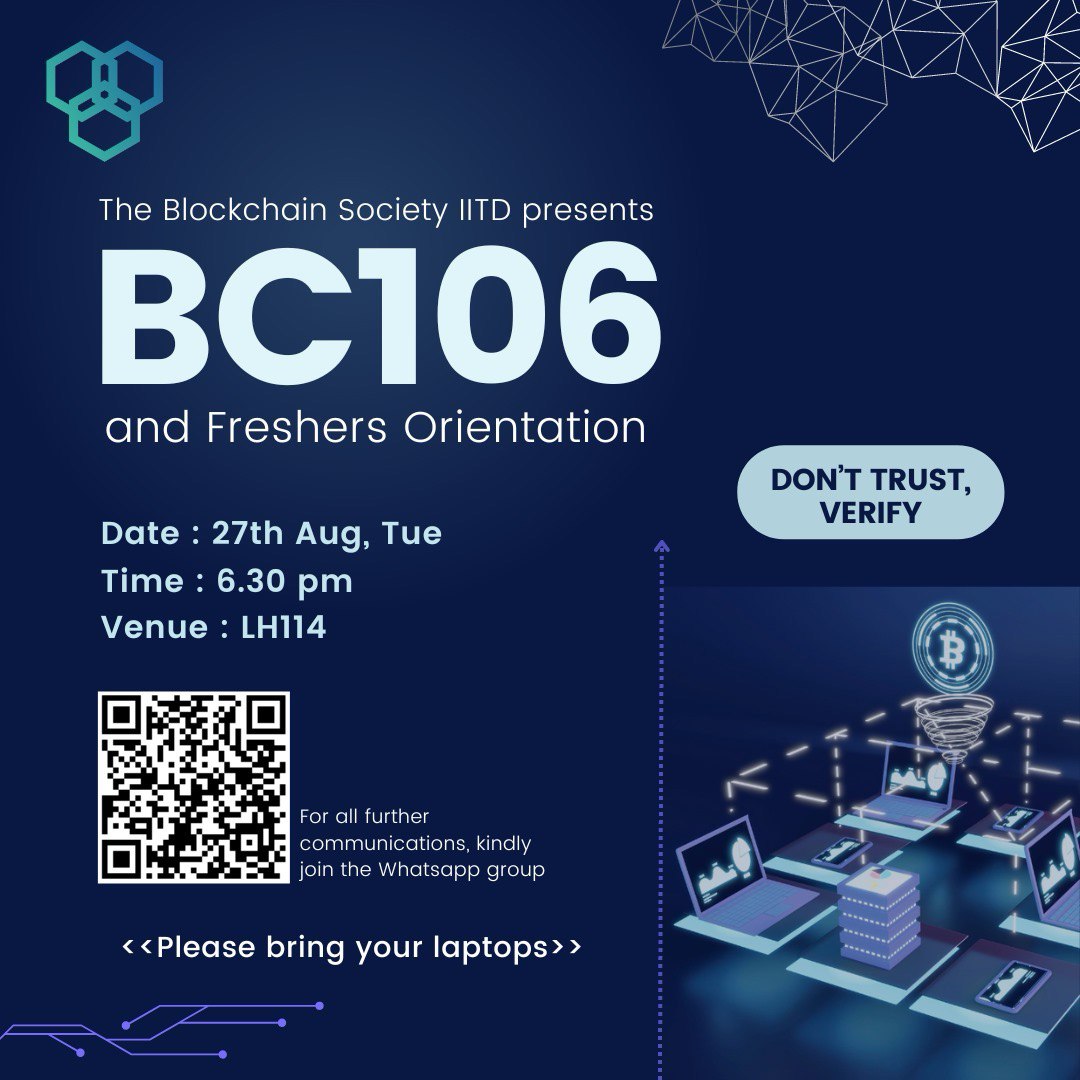 The Blockchain Society IITD presents
BC106
and Freshers Orientation
DON'T TRUST,
VERIFY
Date : 27th Aug, Tue
Time : 6.30 pm
Venue : LH114
For all further
communications, kindly
join the Whatsapp group
<<Please bring your laptops>>